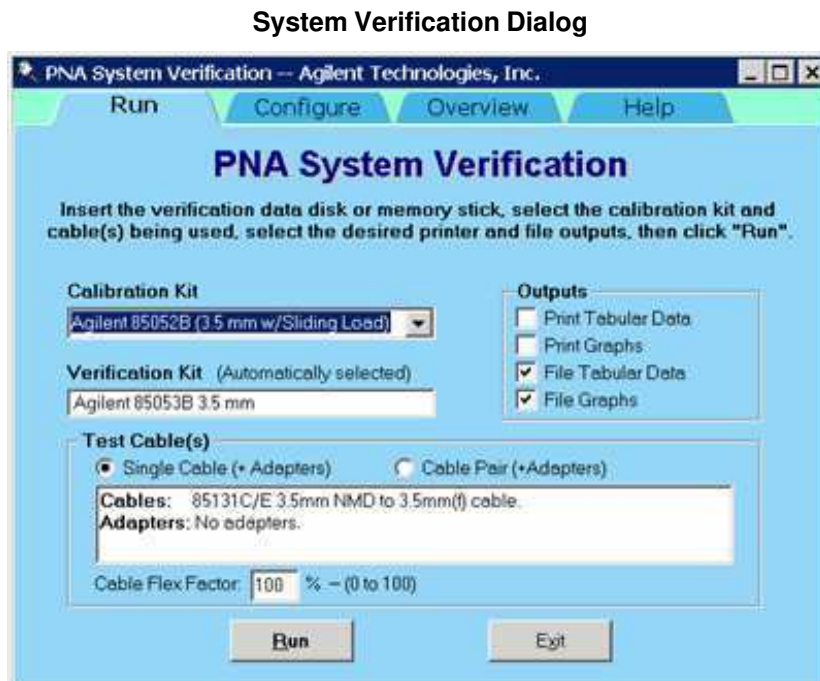 System Verification Dialog
PNA System Verification -- Agilent Technologies, Inc.
Run Configure Overview Help
PNA System Verification
Insert the verification data disk or memory stick, select the calibration kit and
cable(s) being used, select the desired printer and file outputs, then click "Run".
Calibration Kit
Agilent 85052B (3.5 mm w/Sliding Load)
Verification Kit (Automatically selected)
Agilent 85053B 3.5 mm
Outputs
Print Tabular Data
Print Graphs
File Tabular Data
File Graphs
Test Cable(s)
Single Cable (+ Adapters) Cable Pair (+Adapters)
Cables: 85131C/E 3.5mm NMD to 3.5mm(f) cable.
Adapters: No adapters.
Cable Flex Factor: 100 % – (0 to 100)
Run Exit